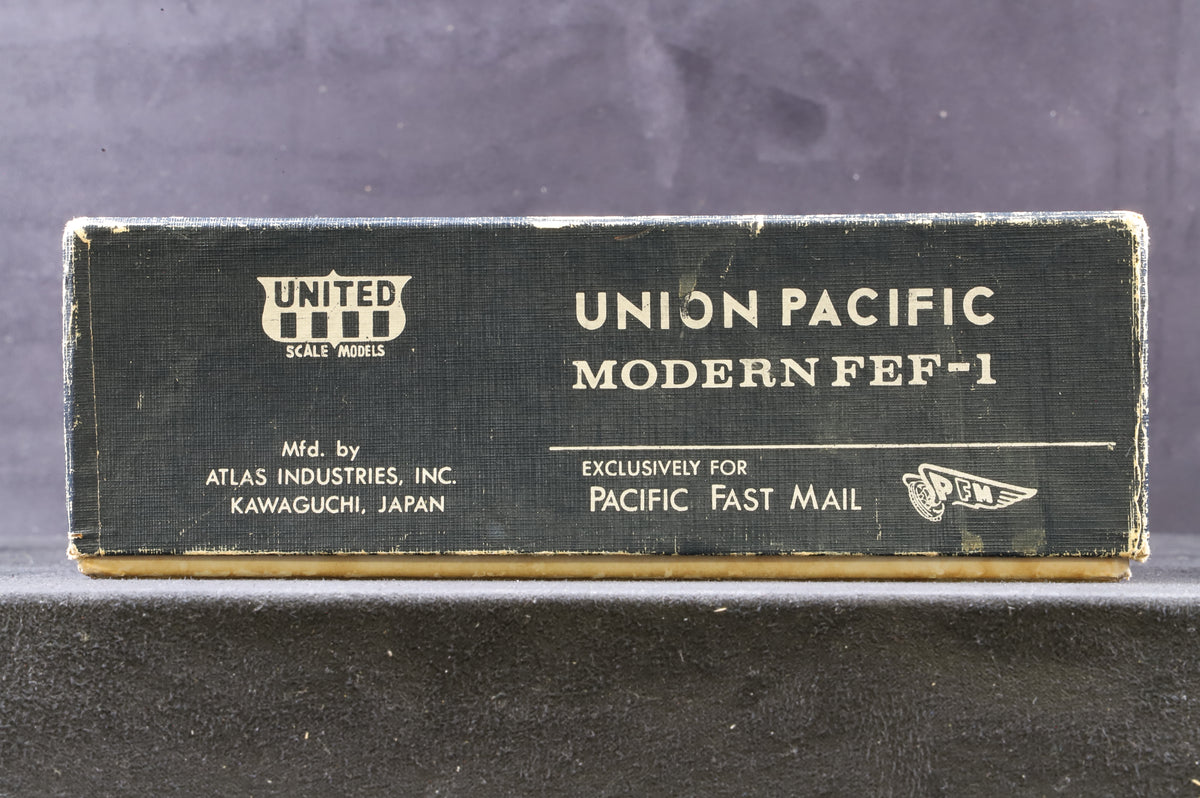 UNITED
SCALE MODELS
Mfd. by
ATLAS INDUSTRIES, INC.
KAWAGUCHI, JAPAN
UNION PACIFIC
MODERN FEF-1
EXCLUSIVELY FOR
PACIFIC FAST MAIL
PFM